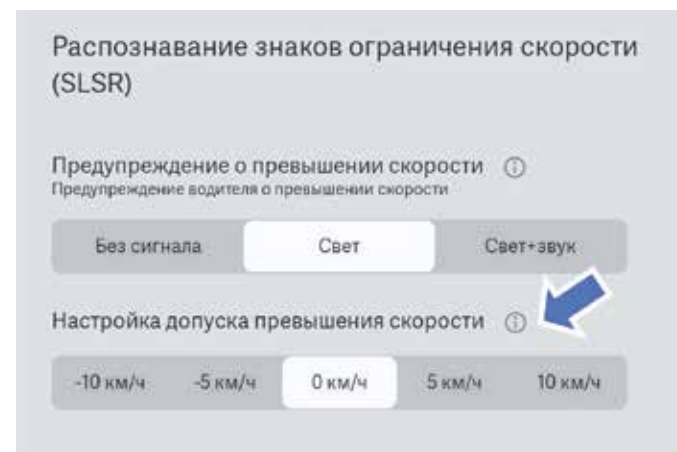 Распознавание знаков ограничения скорости
(SLSR)
Предупреждение о превышении скорости
Предупреждение водителя о превышении скорости
Без сигнала Свет Свет+звук
Настройка допуска превышения скорости
-10 км/ч -5 км/ч 0 км/ч 5 км/ч 10 км/ч